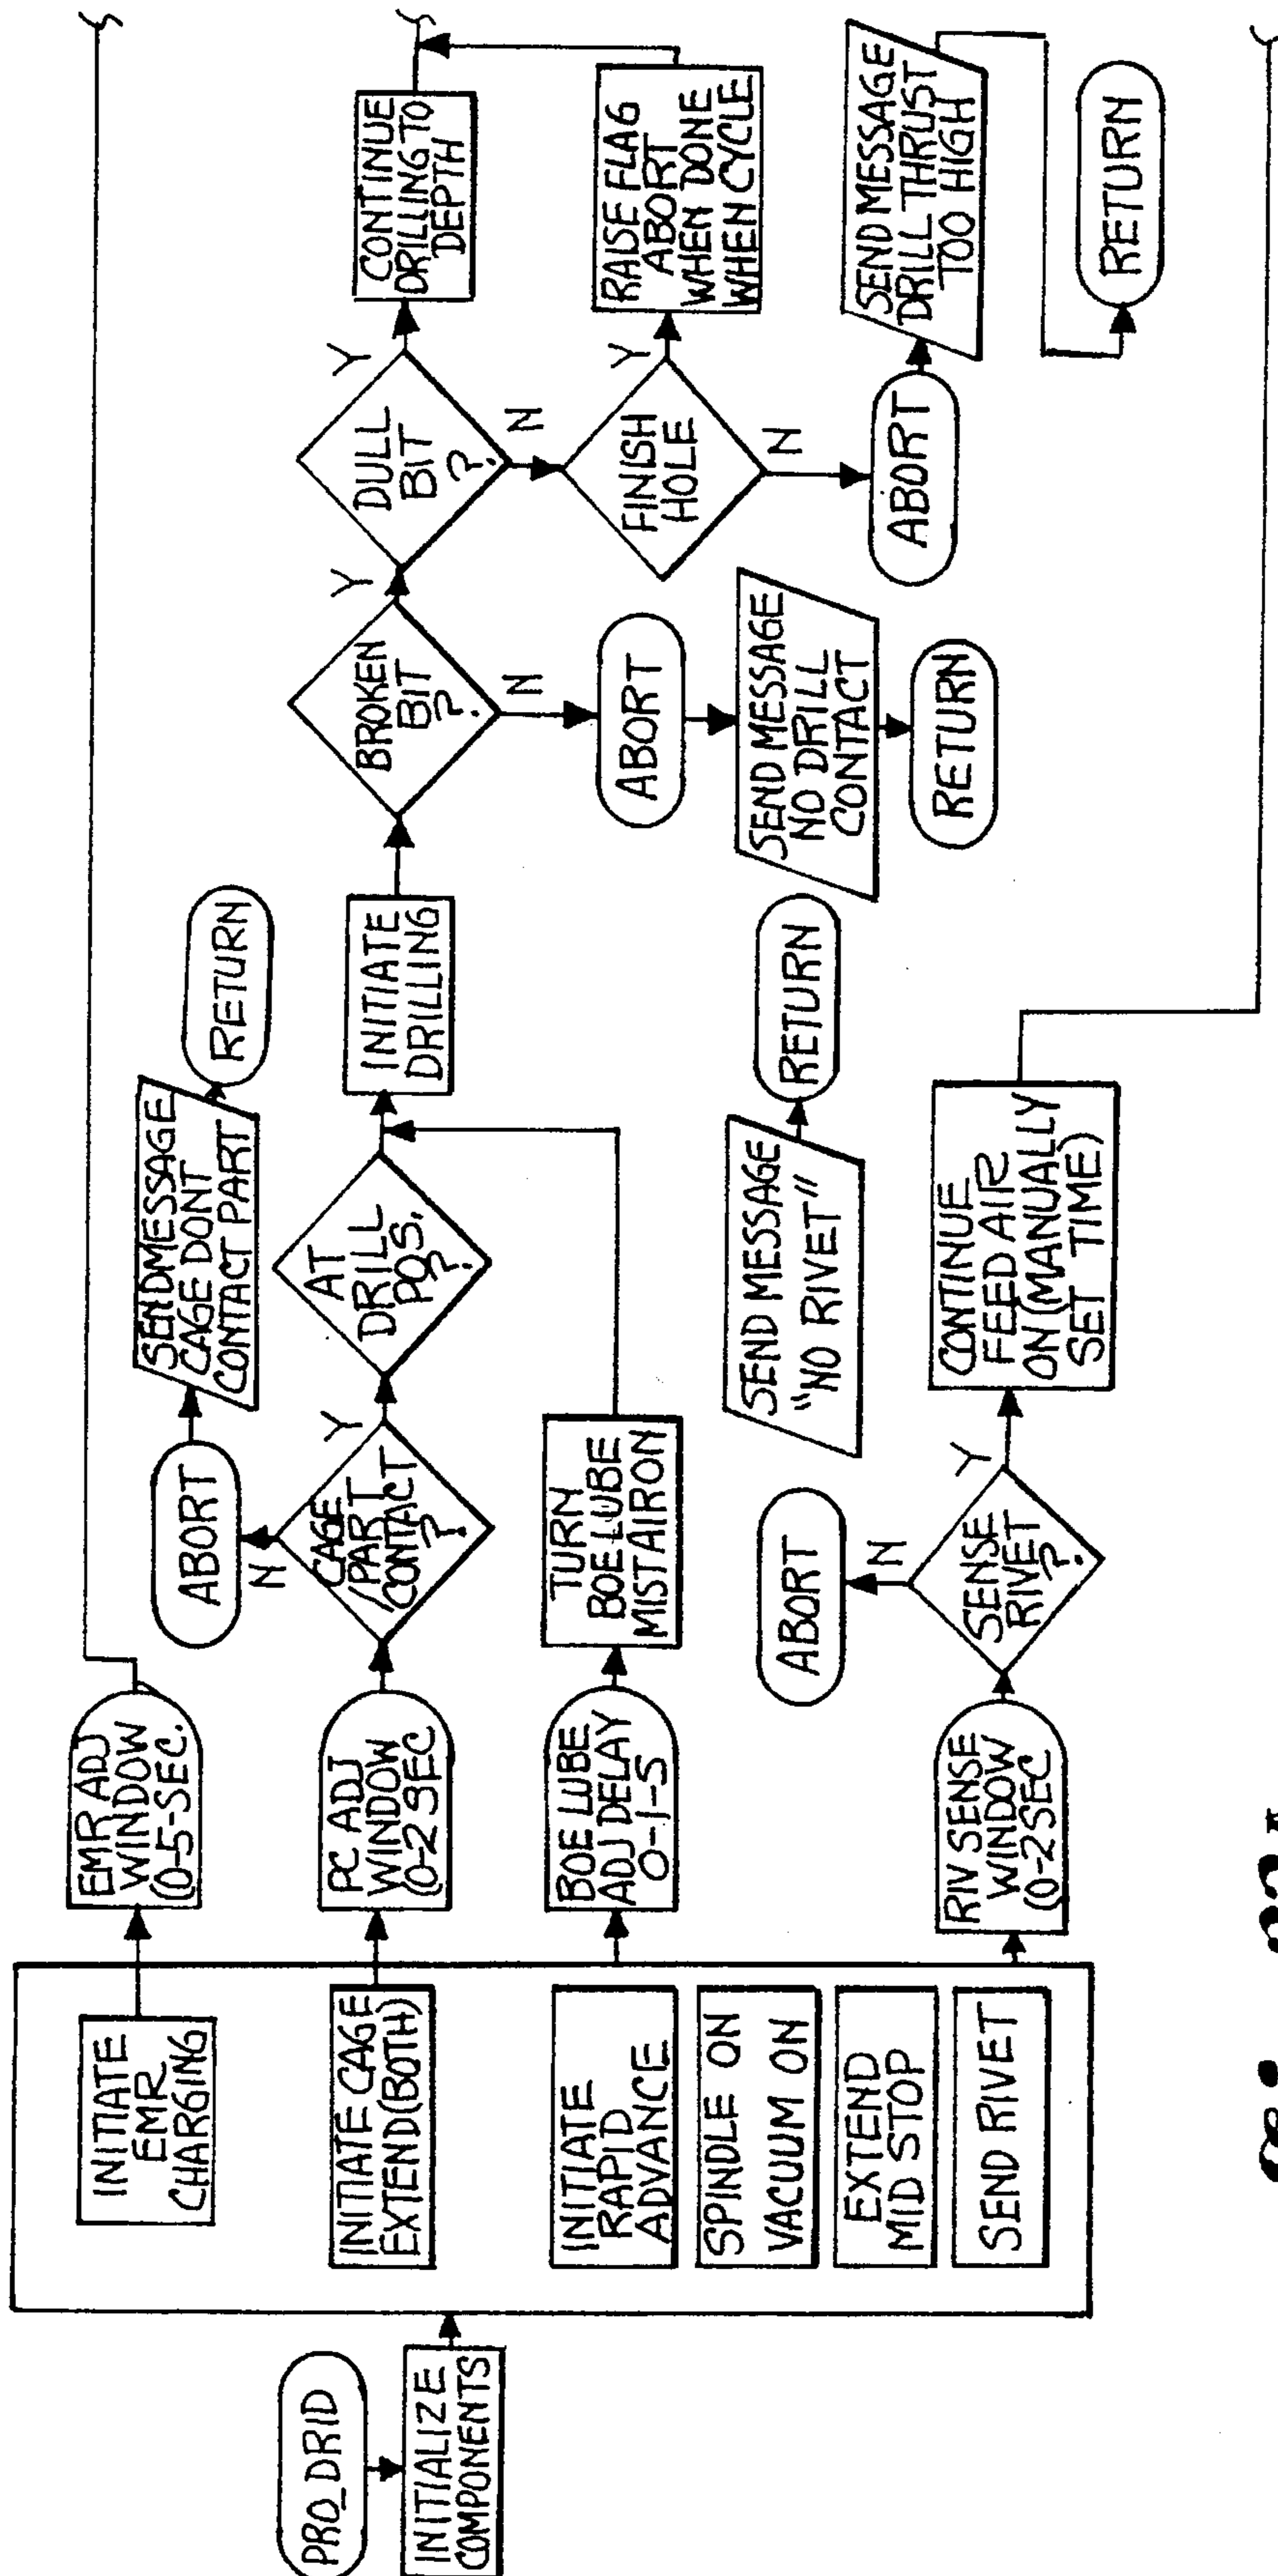 PRO_DRID
INITIALIZE
COMPONENTS
INITIATE
EMR
CHARGING
INITIATE CAGE
EXTEND(BOTH)
INITIATE
RAPID
ADVANCE
SPINDLE ON
VACUUM ON
EXTEND
MID STOP
SEND RIVET
EMR ADJ
WINDOW
(0-5-SEC.
PC ADJ
WINDOW
(0-2 SEC
BOE LUBE
ADJ DELAY
0-1-5
RIV SENSE
WINDOW
(0-2SEC
ABORT
N
CAGE
/PART
CONTACT
?
Y
SENDMESSAGE
CAGE DONT
CONTACT PART
RETURN
AT
DRILL
POS.
?
TURN
BOE LUBE
MISTAIRON
ABORT
N
SENSE
RIVET
?
Y
SEND MESSAGE
"NO RIVET"
RETURN
CONTINUE
FEED AIR
ON(MANUALLY
SET TIME)
INITIATE
DRILLING
BROKEN
BIT
?
Y
N
ABORT
SEND MESSAGE
NO DRILL
CONTACT
RETURN
DULL
BIT
?
Y
N
FINISH
HOLE
Y
N
ABORT
CONTINUE
DRILLING TO
DEPTH
RAISE FLAG
ABORT
WHEN DONE
WHEN CYCLE
SEND MESSAGE
DRILL THRUST
TOO HIGH
RETURN